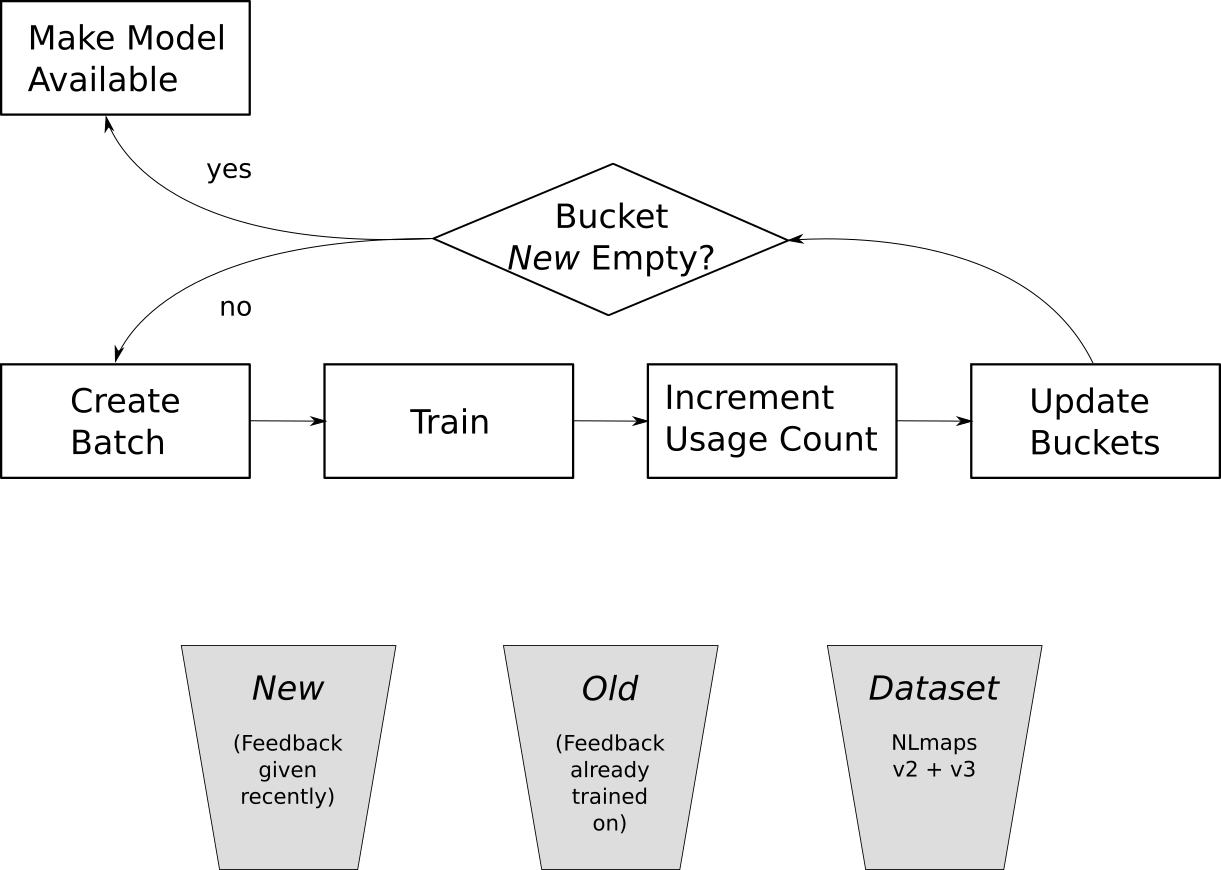 Make Model
Available
yes
Bucket
New Empty?
no
Create
Batch
Train
Increment
Usage Count
Update
Buckets
New
(Feedback
given
recently)
Old
(Feedback
already
trained
on)
Dataset
NLmaps
v2 + v3